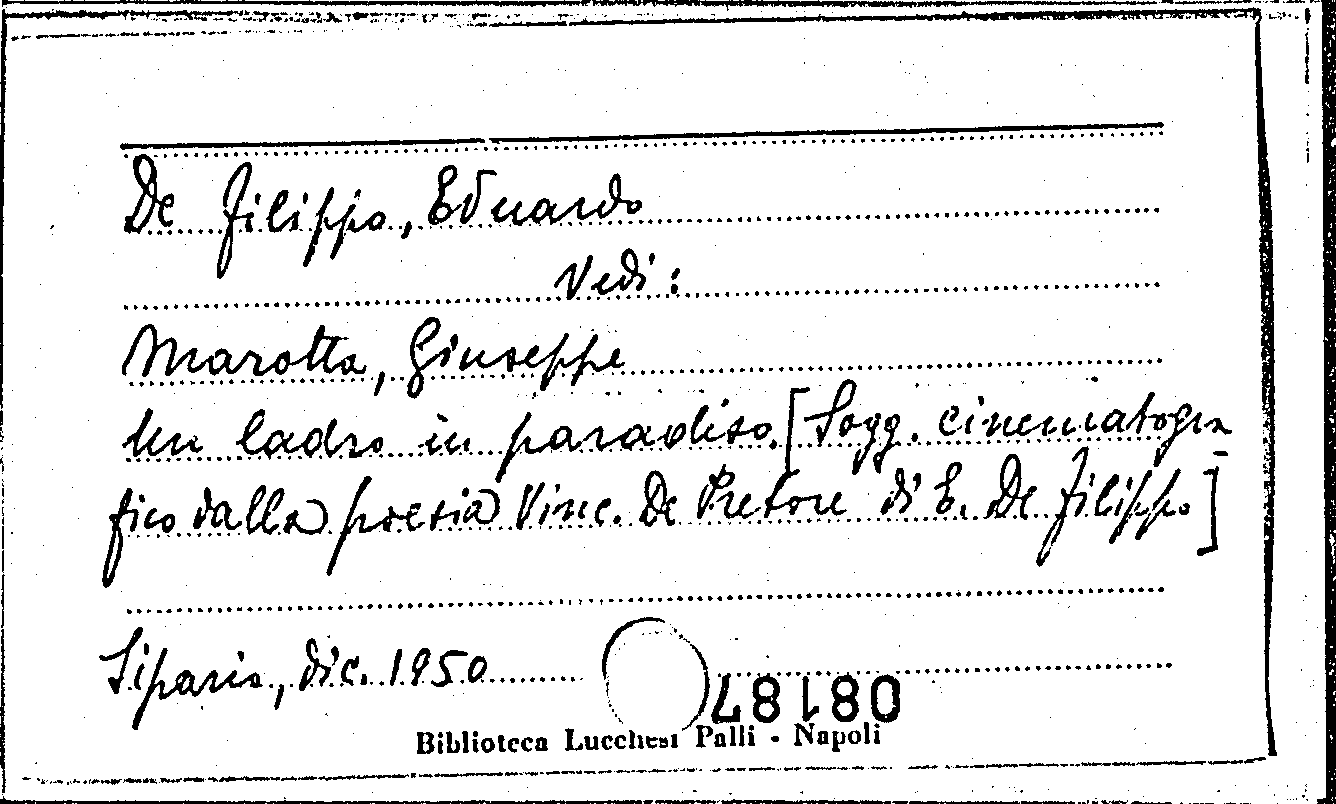 De Filippo, Eduardo
Vedi:
Marotta, Giuseppe
Un ladro in paradiso. [Sogg. cinematogra
fico dalla poesia Vinc. De Pretore di E. De Filippo]
Sipario, dic. 1950
08187
Biblioteca Lucchesi Palli - Napoli